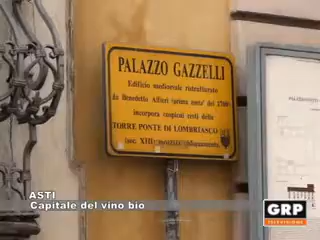 PALAZZO GAZZELLI
Edificio medioevale ristrutturato
da Benedetto Alfieri (prima metà del 1700)
incorpora cospicui resti della
TORRE PONTE DI LOMBRIASCO
(sec. XIII)
ASTI
Capitale del vino bio
GRP
TELEVISIONE